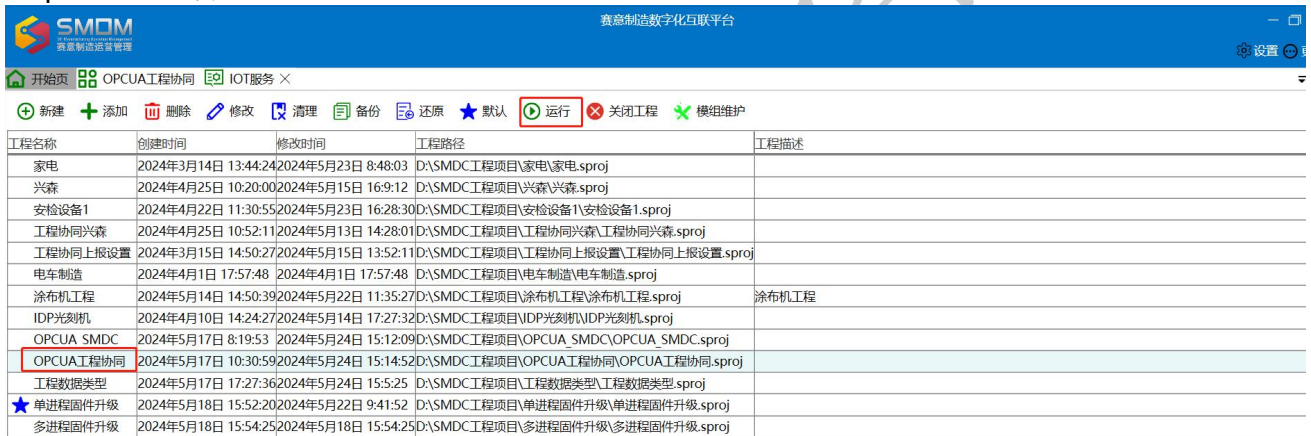 SMOM
赛意制造运营管理
赛意制造数字化互联平台
设置
开始页 OPCUA工程协同 IOT服务
新建 添加 删除 修改 清理 备份 还原 默认 运行 关闭工程 模组维护
工程名称 创建时间 修改时间 工程路径 工程描述
家电 2024年3月14日 13:44:24 2024年5月23日 8:48:03 D:\SMDC工程项目\家电\家电.sproj
兴森 2024年4月25日 10:20:00 2024年5月15日 16:9:12 D:\SMDC工程项目\兴森\兴森.sproj
安检设备1 2024年4月22日 11:30:55 2024年5月23日 16:28:30 D:\SMDC工程项目\安检设备1\安检设备1.sproj
工程协同兴森 2024年4月25日 10:52:11 2024年5月13日 14:28:01 D:\SMDC工程项目\工程协同兴森\工程协同兴森.sproj
工程协同上报设置 2024年3月15日 14:50:27 2024年5月15日 13:52:11 D:\SMDC工程项目\工程协同上报设置\工程协同上报设置.sproj
电车制造 2024年4月1日 17:57:48 2024年4月1日 17:57:48 D:\SMDC工程项目\电车制造\电车制造.sproj
涂布机工程 2024年5月14日 14:50:39 2024年5月22日 11:35:27 D:\SMDC工程项目\涂布机工程\涂布机工程.sproj 涂布机工程
IDP光刻机 2024年4月10日 14:24:27 2024年5月14日 17:27:32 D:\SMDC工程项目\IDP光刻机\IDP光刻机.sproj
OPCUA_SMDC 2024年5月17日 8:19:53 2024年5月24日 15:12:09 D:\SMDC工程项目\OPCUA_SMDC\OPCUA_SMDC.sproj
OPCUA工程协同 2024年5月17日 10:30:59 2024年5月24日 15:14:52 D:\SMDC工程项目\OPCUA工程协同\OPCUA工程协同.sproj
工程数据类型 2024年5月17日 17:27:36 2024年5月24日 15:5:25 D:\SMDC工程项目\工程数据类型\工程数据类型.sproj
单进程固件升级 2024年5月18日 15:52:20 2024年5月22日 9:41:52 D:\SMDC工程项目\单进程固件升级\单进程固件升级.sproj
多进程固件升级 2024年5月18日 15:54:25 2024年5月18日 15:54:25 D:\SMDC工程项目\多进程固件升级\多进程固件升级.sproj